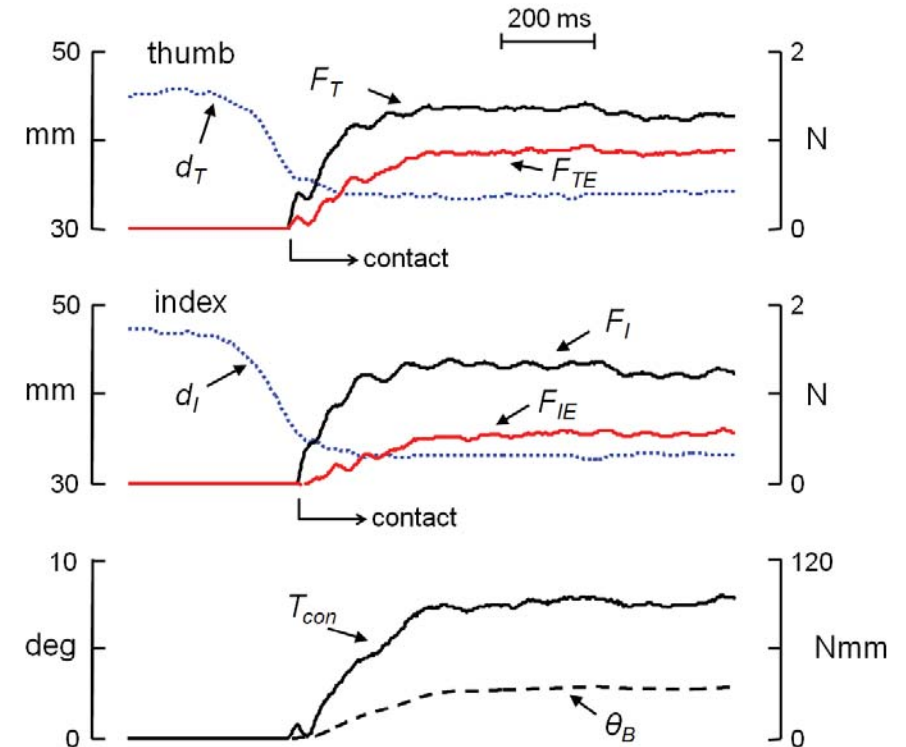 200 ms
50
thumb
F_T
2
mm
d_T
N
F_TE
30
0
contact
50
index
F_I
2
mm
d_I
N
F_IE
30
0
contact
10
120
T_con
deg
Nmm
θ_B
0
0